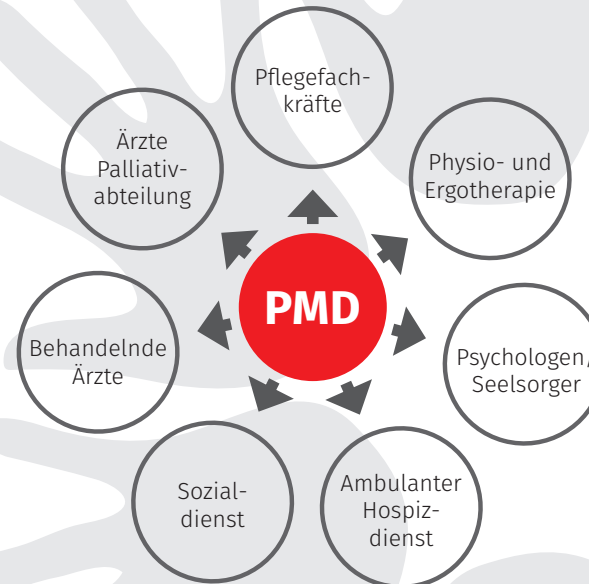 Pflegefach-
kräfte
Ärzte
Palliativ-
abteilung
Physio- und
Ergotherapie
PMD
Behandelnde
Ärzte
Psychologen/
Seelsorger
Sozial-
dienst
Ambulanter
Hospiz-
dienst